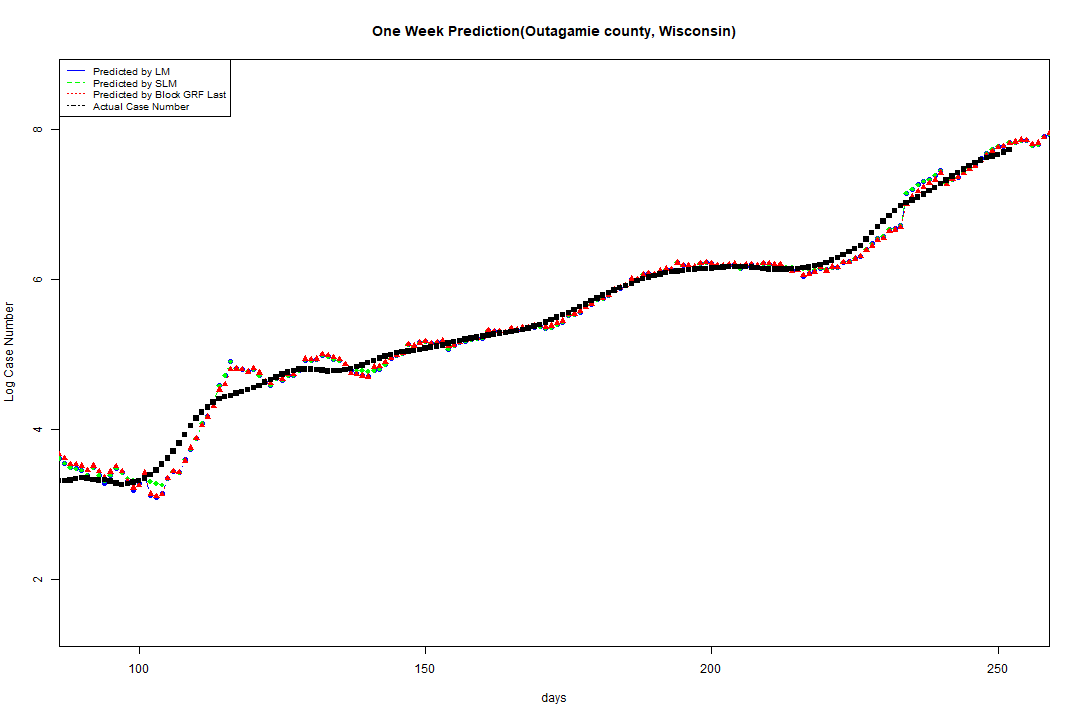 One Week Prediction(Outagamie county, Wisconsin)
Predicted by LM
Predicted by SLM
Predicted by Block GRF Last
Actual Case Number
8
6
4
2
Log Case Number
100 150 200 250
days